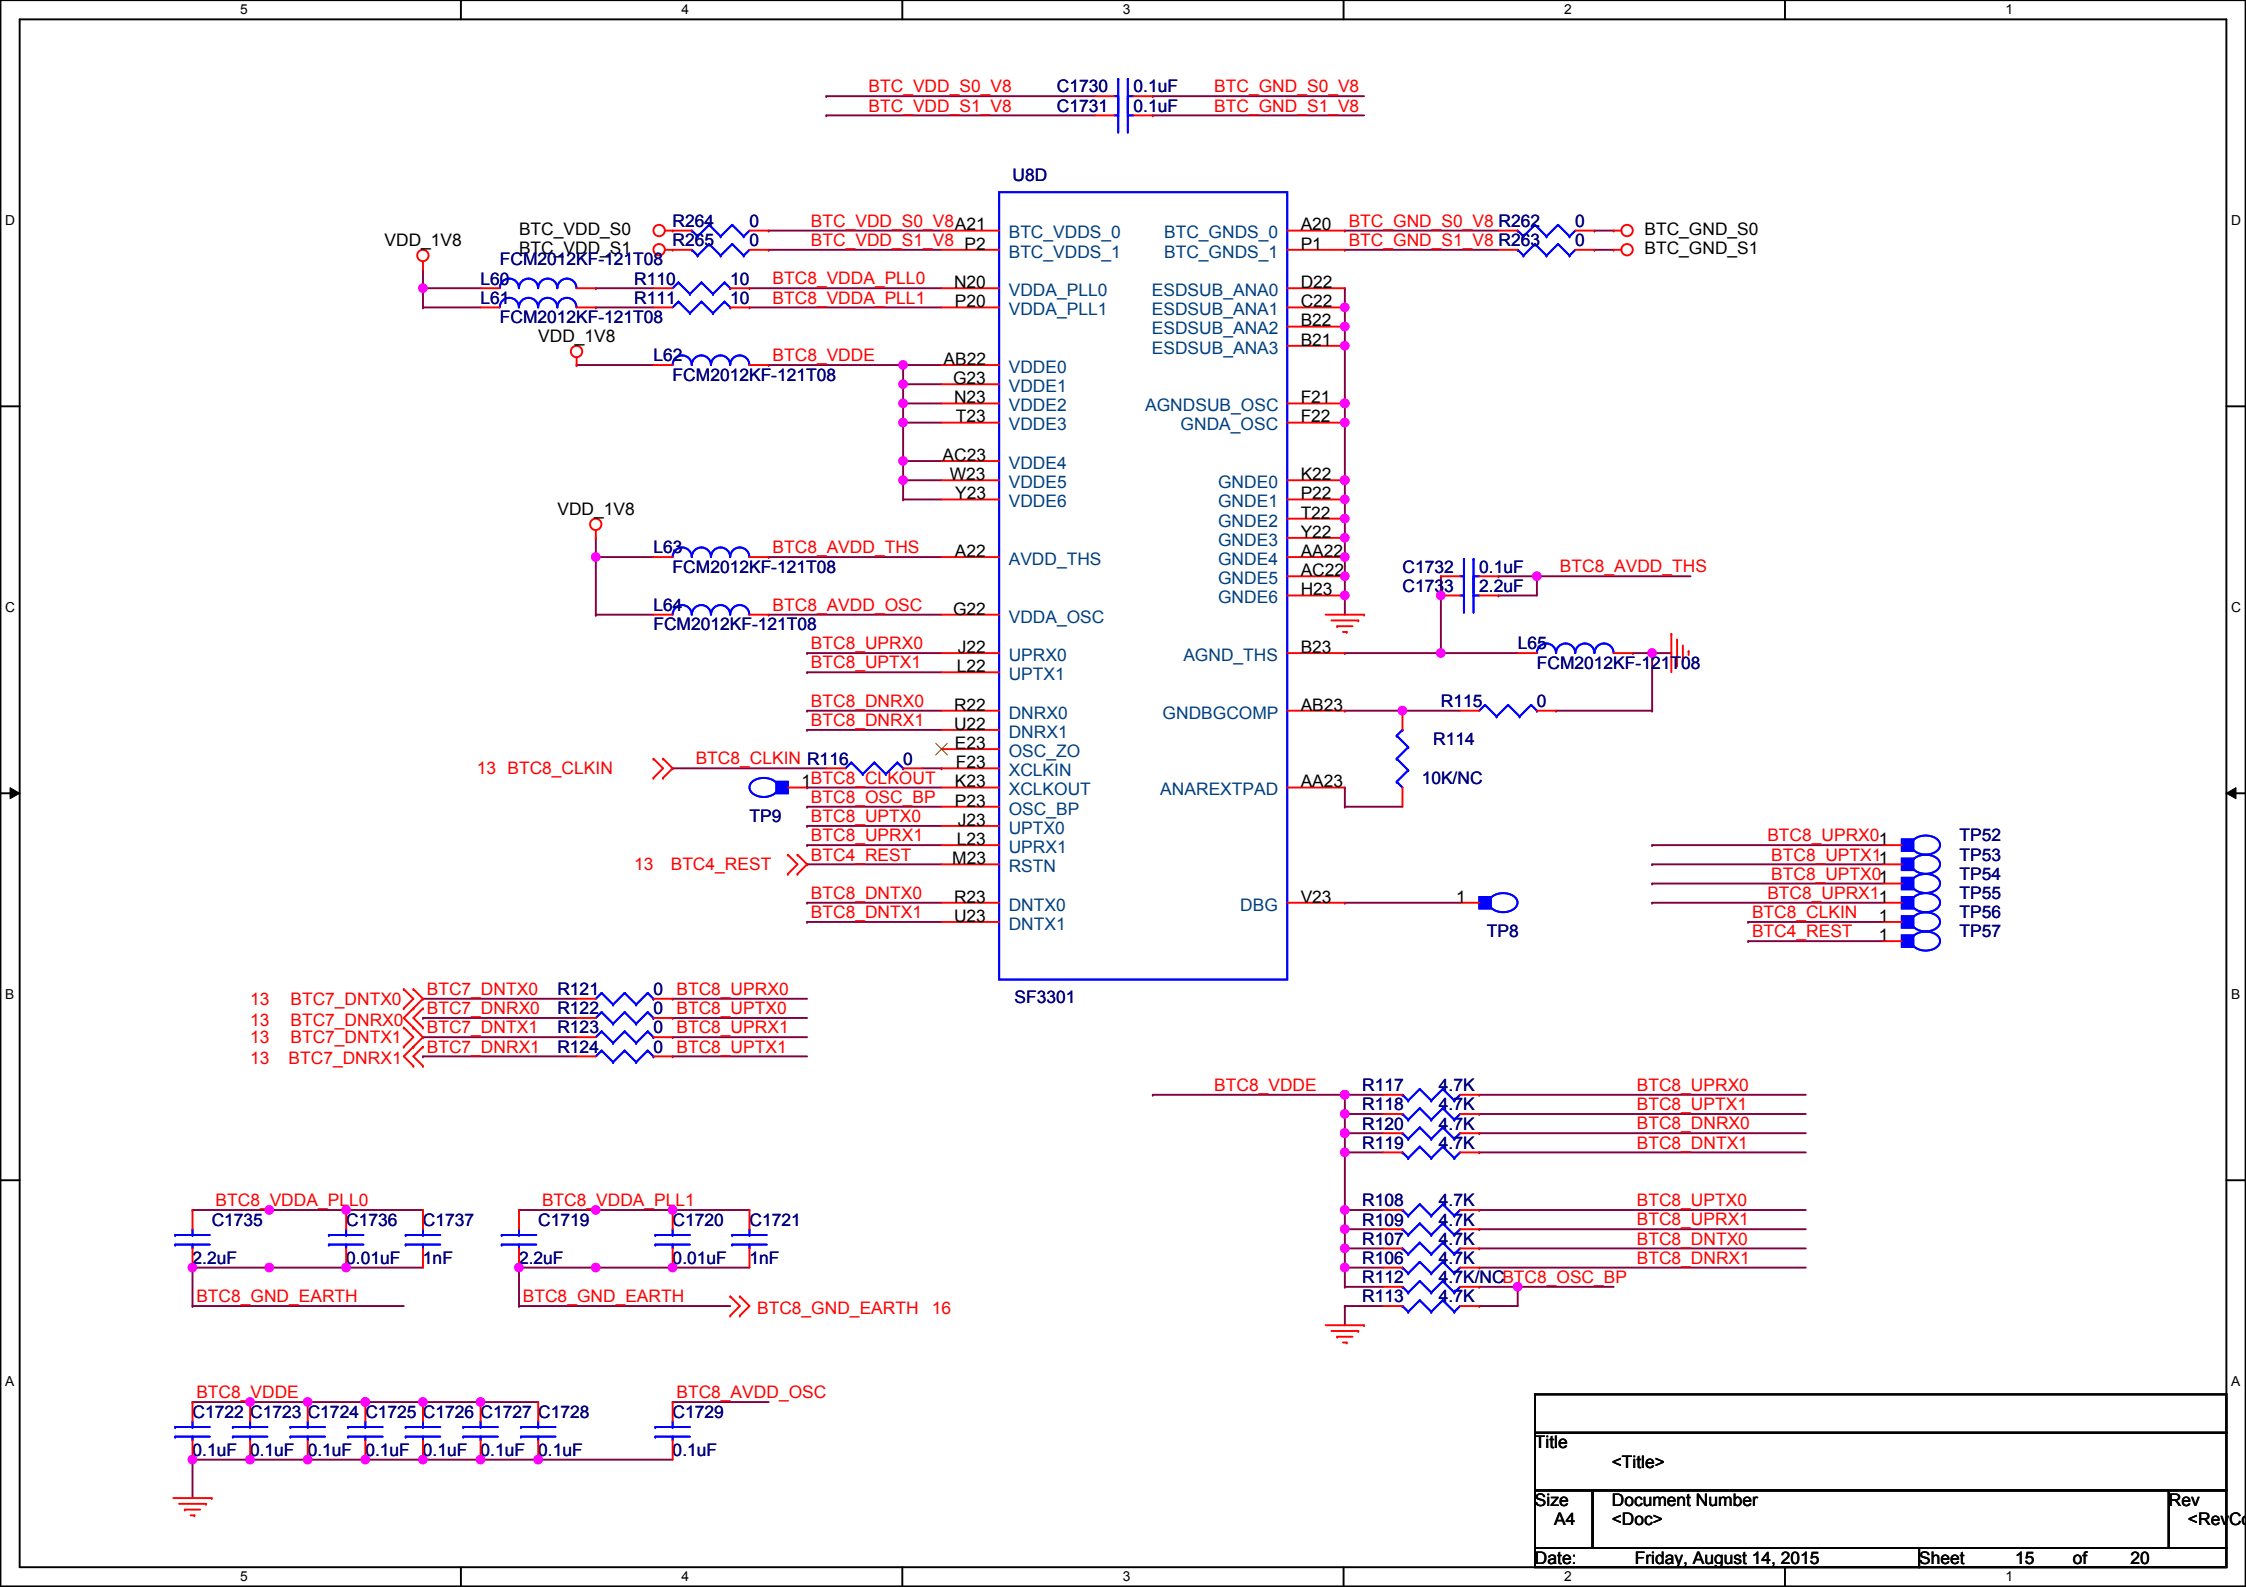 5 4 3 2 1
BTC_VDD_S0_V8 C1730 0.1uF BTC_GND_S0_V8
BTC_VDD_S1_V8 C1731 0.1uF BTC_GND_S1_V8
U8D
D D
BTC_VDD_S0 R264 0 BTC_VDD_S0_V8 A21 BTC_VDDS_0 BTC_GNDS_0 A20 BTC_GND_S0_V8 R262 0 BTC_GND_S0
BTC_VDD_S1 R265 0 BTC_VDD_S1_V8 P2 BTC_VDDS_1 BTC_GNDS_1 P1 BTC_GND_S1_V8 R263 0 BTC_GND_S1
VDD_1V8
FCM2012KF-121T08
L60 R110 10 BTC8_VDDA_PLL0 N20 VDDA_PLL0 ESDSUB_ANA0 D22
L61 R111 10 BTC8_VDDA_PLL1 P20 VDDA_PLL1 ESDSUB_ANA1 C22
FCM2012KF-121T08
ESDSUB_ANA2 B22
VDD_1V8
ESDSUB_ANA3 B21
L62 BTC8_VDDE AB22 VDDE0
FCM2012KF-121T08
G23 VDDE1
N23 VDDE2 AGNDSUB_OSC F21
T23 VDDE3 GNDA_OSC F22
AC23 VDDE4
W23 VDDE5 GNDE0 K22
Y23 VDDE6 GNDE1 P22
VDD_1V8
GNDE2 T22
GNDE3 Y22
L63 BTC8_AVDD_THS A22 AVDD_THS GNDE4 AA22
FCM2012KF-121T08
GNDE5 AC22 C1732 0.1uF BTC8_AVDD_THS
GNDE6 H23 C1733 2.2uF
C C
L64 BTC8_AVDD_OSC G22 VDDA_OSC
FCM2012KF-121T08
BTC8_UPRX0 J22 UPRX0 AGND_THS B23 L65
FCM2012KF-121T08
BTC8_UPTX1 L22 UPTX1
BTC8_DNRX0 R22 DNRX0 GNDBGCOMP AB23 R115 0
BTC8_DNRX1 U22 DNRX1
E23 OSC_ZO R114
13 BTC8_CLKIN BTC8_CLKIN R116 0 F23 XCLKIN
10K/NC
TP9 1 BTC8_CLKOUT K23 XCLKOUT ANAREXTPAD AA23
BTC8_OSC_BP P23 OSC_BP
BTC8_UPTX0 J23 UPTX0
BTC8_UPRX1 L23 UPRX1
13 BTC4_REST BTC4_REST M23 RSTN
BTC8_DNTX0 R23 DNTX0 DBG V23 1 TP8
BTC8_DNTX1 U23 DNTX1
BTC8_UPRX0 1 TP52
BTC8_UPTX1 1 TP53
BTC8_UPTX0 1 TP54
BTC8_UPRX1 1 TP55
BTC8_CLKIN 1 TP56
BTC4_REST 1 TP57
SF3301
B B
13 BTC7_DNTX0 BTC7_DNTX0 R121 0 BTC8_UPRX0
13 BTC7_DNRX0 BTC7_DNRX0 R122 0 BTC8_UPTX0
13 BTC7_DNTX1 BTC7_DNTX1 R123 0 BTC8_UPRX1
13 BTC7_DNRX1 BTC7_DNRX1 R124 0 BTC8_UPTX1
BTC8_VDDE R117 4.7K BTC8_UPRX0
R118 4.7K BTC8_UPTX1
R120 4.7K BTC8_DNRX0
R119 4.7K BTC8_DNTX1
R108 4.7K BTC8_UPTX0
R109 4.7K BTC8_UPRX1
R107 4.7K BTC8_DNTX0
R106 4.7K BTC8_DNRX1
R112 4.7K/NC BTC8_OSC_BP
R113 4.7K
BTC8_VDDA_PLL0 BTC8_VDDA_PLL1
C1735 C1736 C1737 C1719 C1720 C1721
2.2uF 0.01uF 1nF 2.2uF 0.01uF 1nF
BTC8_GND_EARTH BTC8_GND_EARTH BTC8_GND_EARTH 16
A A
BTC8_VDDE BTC8_AVDD_OSC
C1722 C1723 C1724 C1725 C1726 C1727 C1728 C1729
0.1uF 0.1uF 0.1uF 0.1uF 0.1uF 0.1uF 0.1uF 0.1uF
Title
<Title>
Size Document Number Rev
A4 <Doc> <RevCo
Date: Friday, August 14, 2015 Sheet 15 of 20
5 4 3 2 1